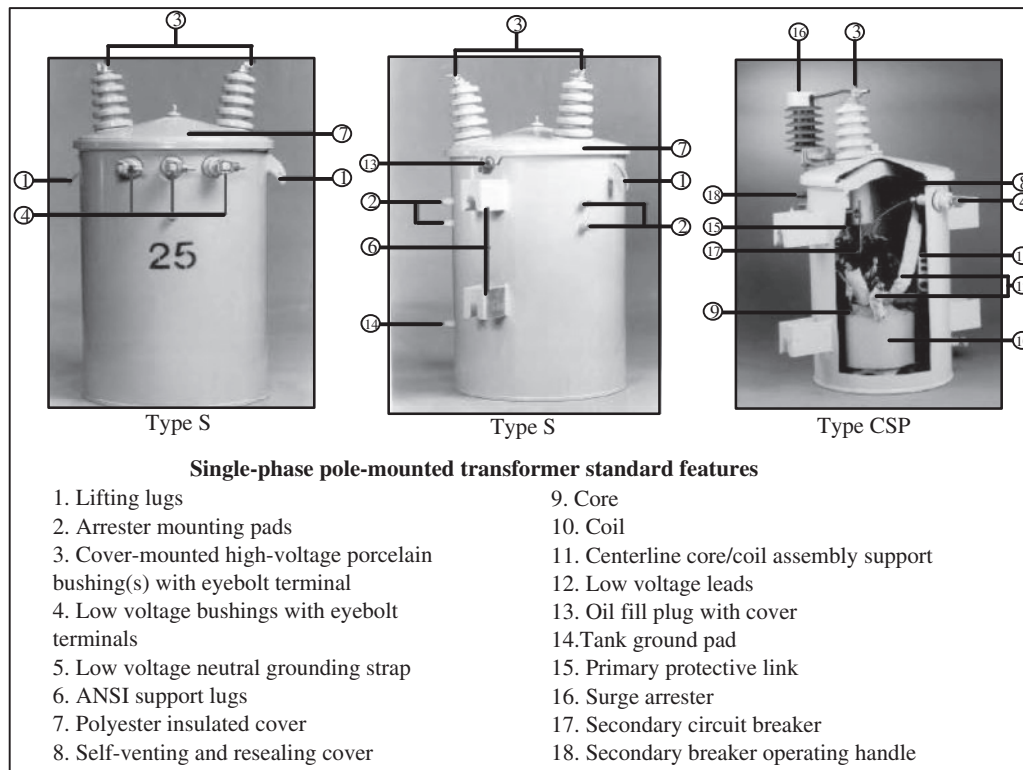 3
3
16
3
7
13
7
1
1
1
18
8
2
4
4
2
15
6
17
25
9
14
Type S
Type S
Type CSP
Single-phase pole-mounted transformer standard features
1. Lifting lugs
2. Arrester mounting pads
3. Cover-mounted high-voltage porcelain
bushing(s) with eyebolt terminal
4. Low voltage bushings with eyebolt
terminals
5. Low voltage neutral grounding strap
6. ANSI support lugs
7. Polyester insulated cover
8. Self-venting and resealing cover
9. Core
10. Coil
11. Centerline core/coil assembly support
12. Low voltage leads
13. Oil fill plug with cover
14.Tank ground pad
15. Primary protective link
16. Surge arrester
17. Secondary circuit breaker
18. Secondary breaker operating handle